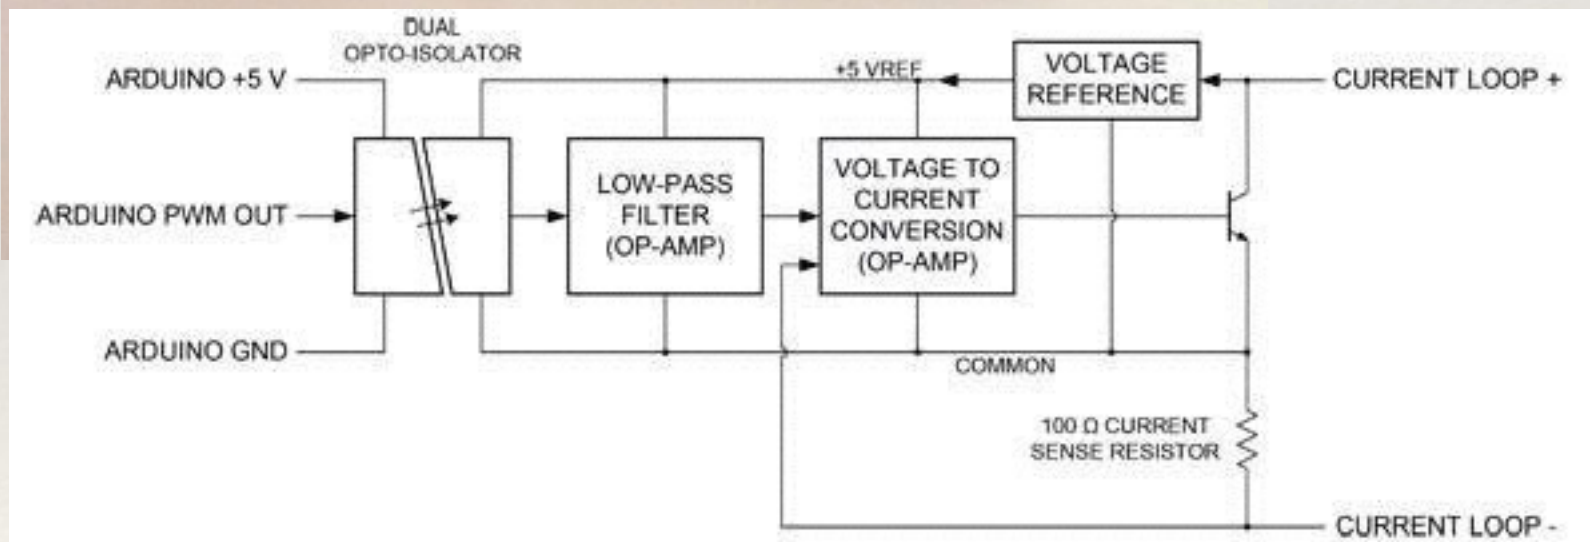 DUAL
OPTO-ISOLATOR
ARDUINO +5 V
+5 VREF
VOLTAGE
REFERENCE
CURRENT LOOP +
ARDUINO PWM OUT
LOW-PASS
FILTER
(OP-AMP)
VOLTAGE TO
CURRENT
CONVERSION
(OP-AMP)
ARDUINO GND
COMMON
100 Ω CURRENT
SENSE RESISTOR
CURRENT LOOP -